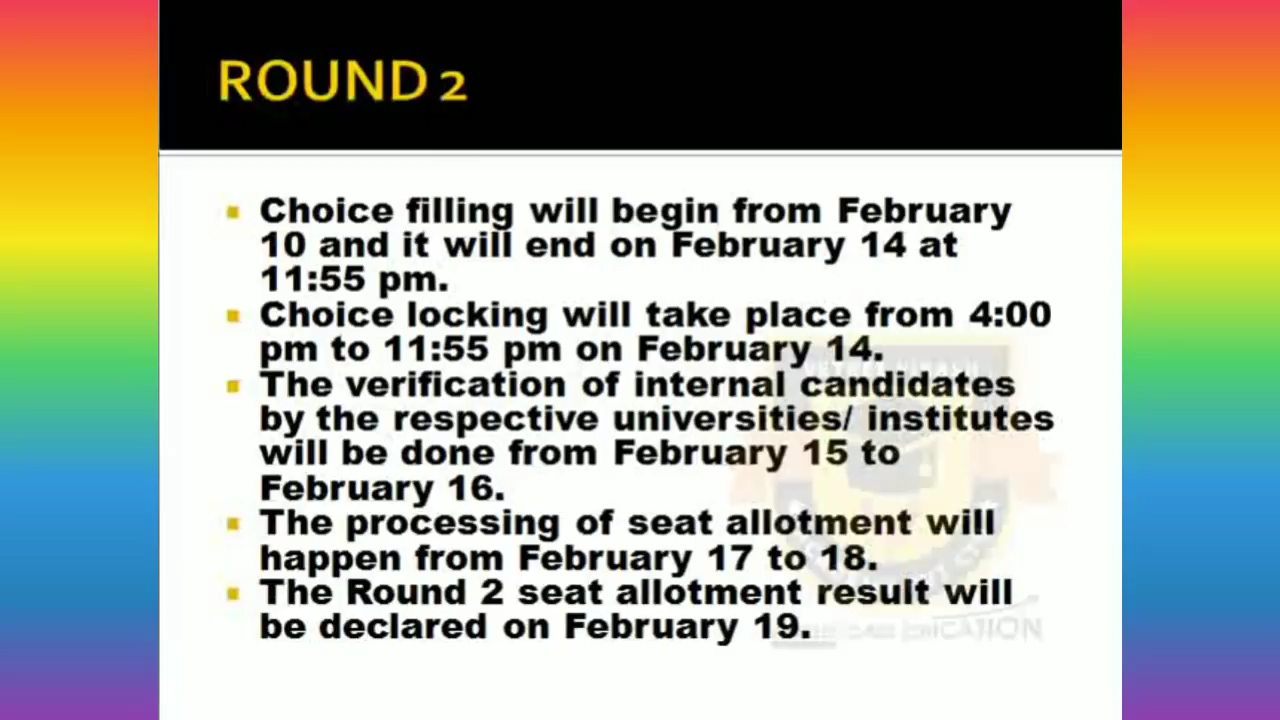 ROUND 2
Choice filling will begin from February
10 and it will end on February 14 at
11:55 pm.
Choice locking will take place from 4:00
pm to 11:55 pm on February 14.
The verification of internal candidates
by the respective universities/ institutes
will be done from February 15 to
February 16.
The processing of seat allotment will
happen from February 17 to 18.
The Round 2 seat allotment result will
be declared on February 19.